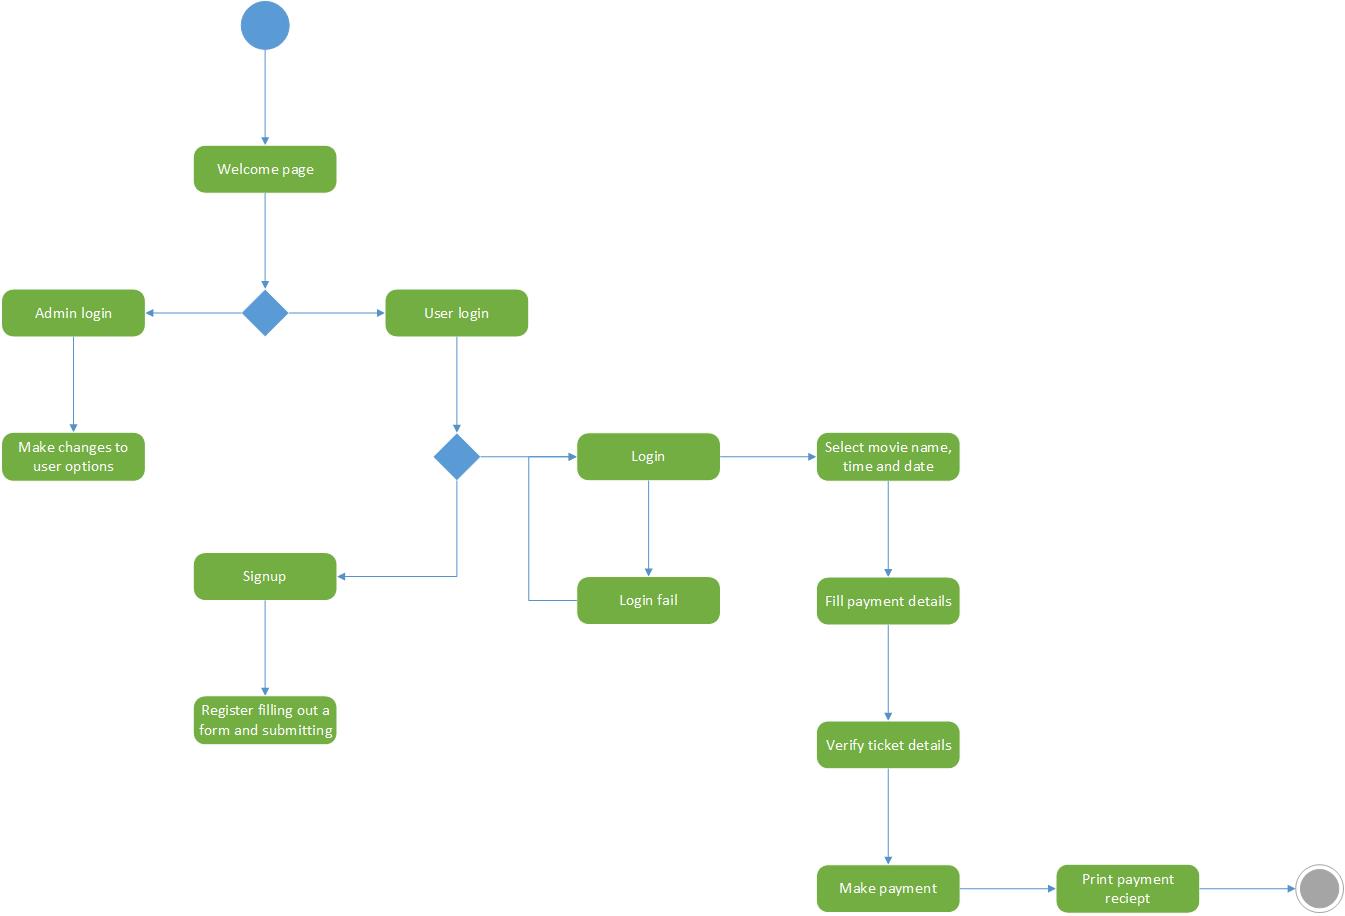 Welcome page
Admin login
User login
Make changes to
user options
Login
Select movie name,
time and date
Signup
Login fail
Fill payment details
Register filling out a
form and submitting
Verify ticket details
Make payment
Print payment
reciept